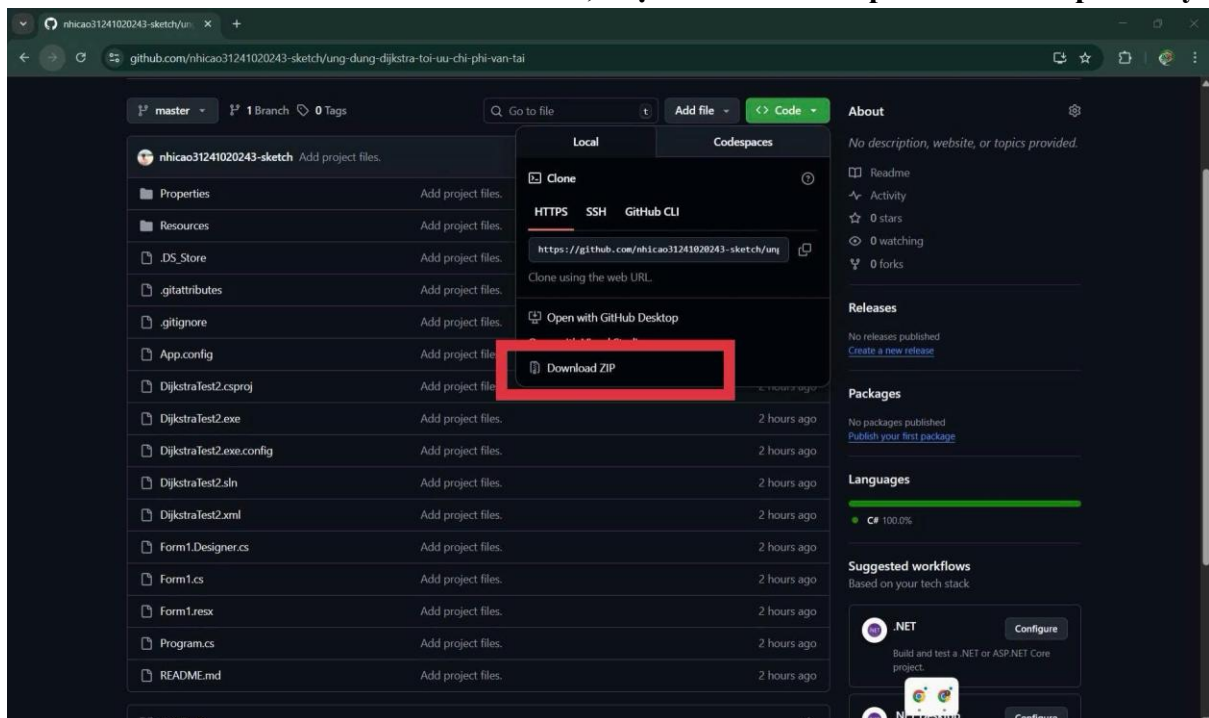 nhicao31241020243-sketch/un
github.com/nhicao31241020243-sketch/ung-dung-dijkstra-toi-uu-chi-phi-van-tai
master
1 Branch
0 Tags
Go to file
t
Add file
<> Code
nhicao31241020243-sketch Add project files.
Properties Add project files.
Resources Add project files.
.DS_Store Add project files.
.gitattributes Add project files.
.gitignore Add project files.
App.config Add project file
DijkstraTest2.csproj Add project file 2 hours ago
DijkstraTest2.exe Add project files. 2 hours ago
DijkstraTest2.exe.config Add project files. 2 hours ago
DijkstraTest2.sln Add project files. 2 hours ago
DijkstraTest2.xml Add project files. 2 hours ago
Form1.Designer.cs Add project files. 2 hours ago
Form1.cs Add project files. 2 hours ago
Form1.resx Add project files. 2 hours ago
Program.cs Add project files. 2 hours ago
README.md Add project files. 2 hours ago
Local
Codespaces
Clone
HTTPS SSH GitHub CLI
https://github.com/nhicao31241020243-sketch/ung
Clone using the web URL.
Open with GitHub Desktop
Download ZIP
About
No description, website, or topics provided.
Readme
Activity
0 stars
0 watching
0 forks
Releases
No releases published
Create a new release
Packages
No packages published
Publish your first package
Languages
C# 100.0%
Suggested workflows
Based on your tech stack
.NET
Configure
Build and test a .NET or ASP.NET Core
project.
Configure